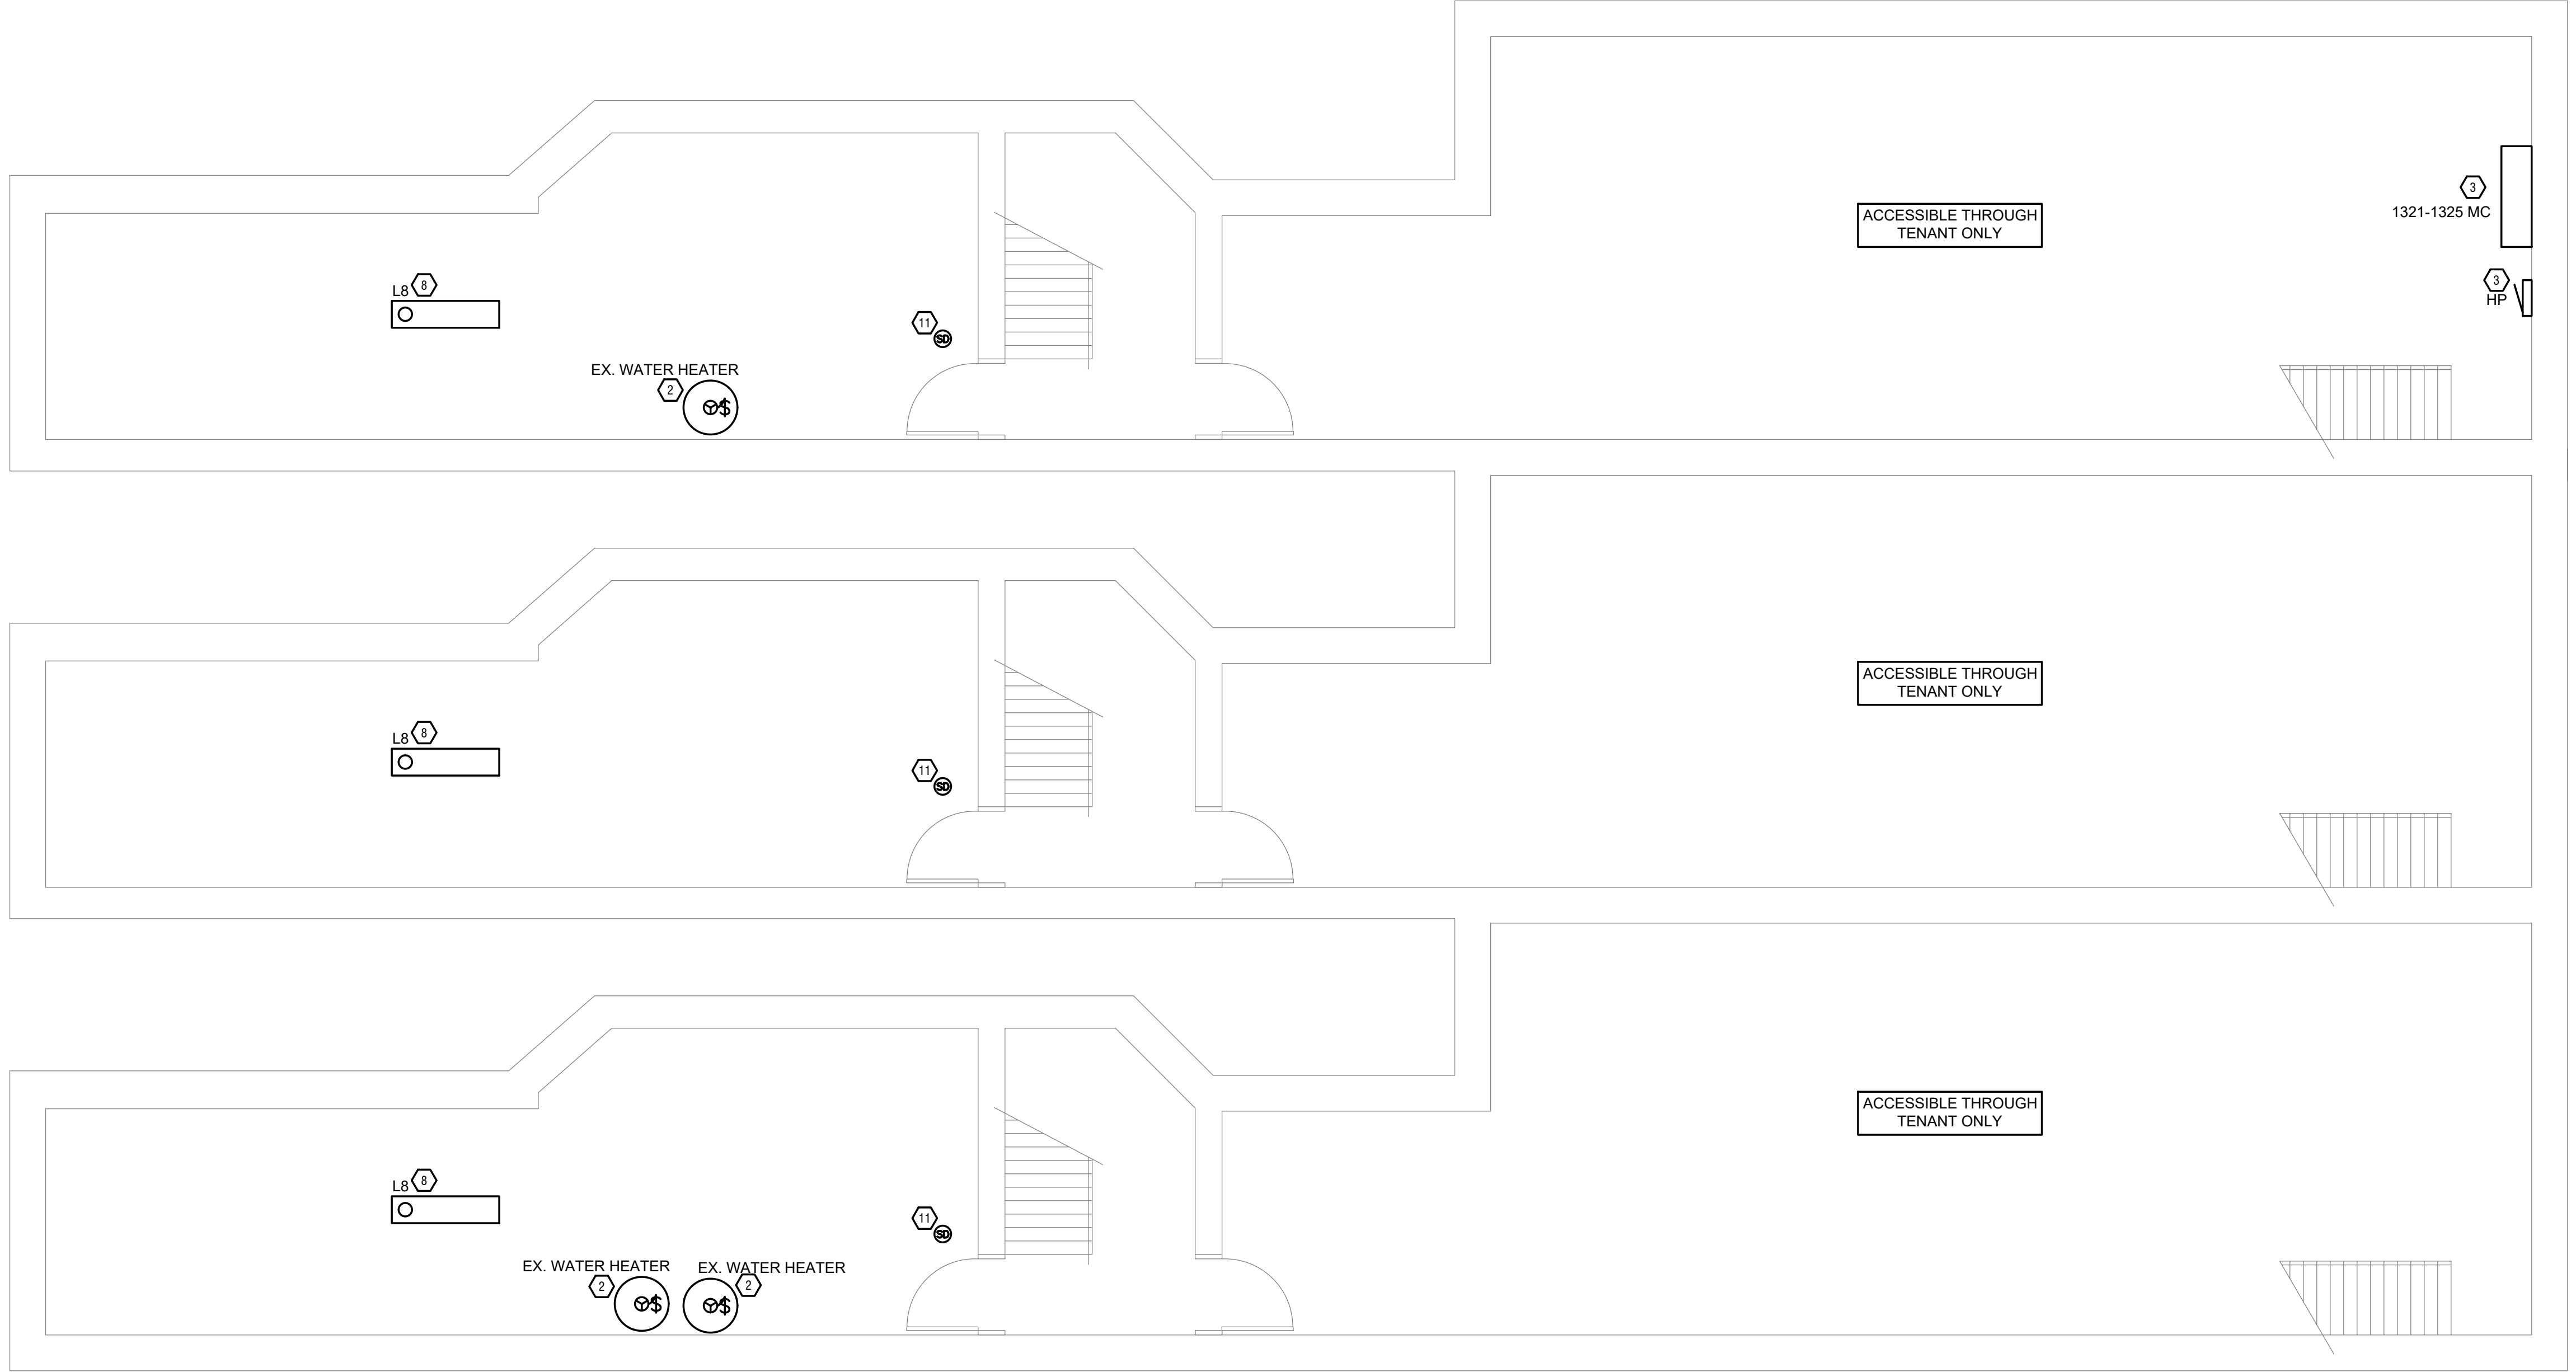 ACCESSIBLE THROUGH
TENANT ONLY
3
1321-1325 MC
3
HP
L8 8
11
SD
EX. WATER HEATER
2
$
ACCESSIBLE THROUGH
TENANT ONLY
L8 8
11
SD
ACCESSIBLE THROUGH
TENANT ONLY
L8 8
11
SD
EX. WATER HEATER
2
$
EX. WATER HEATER
2
$